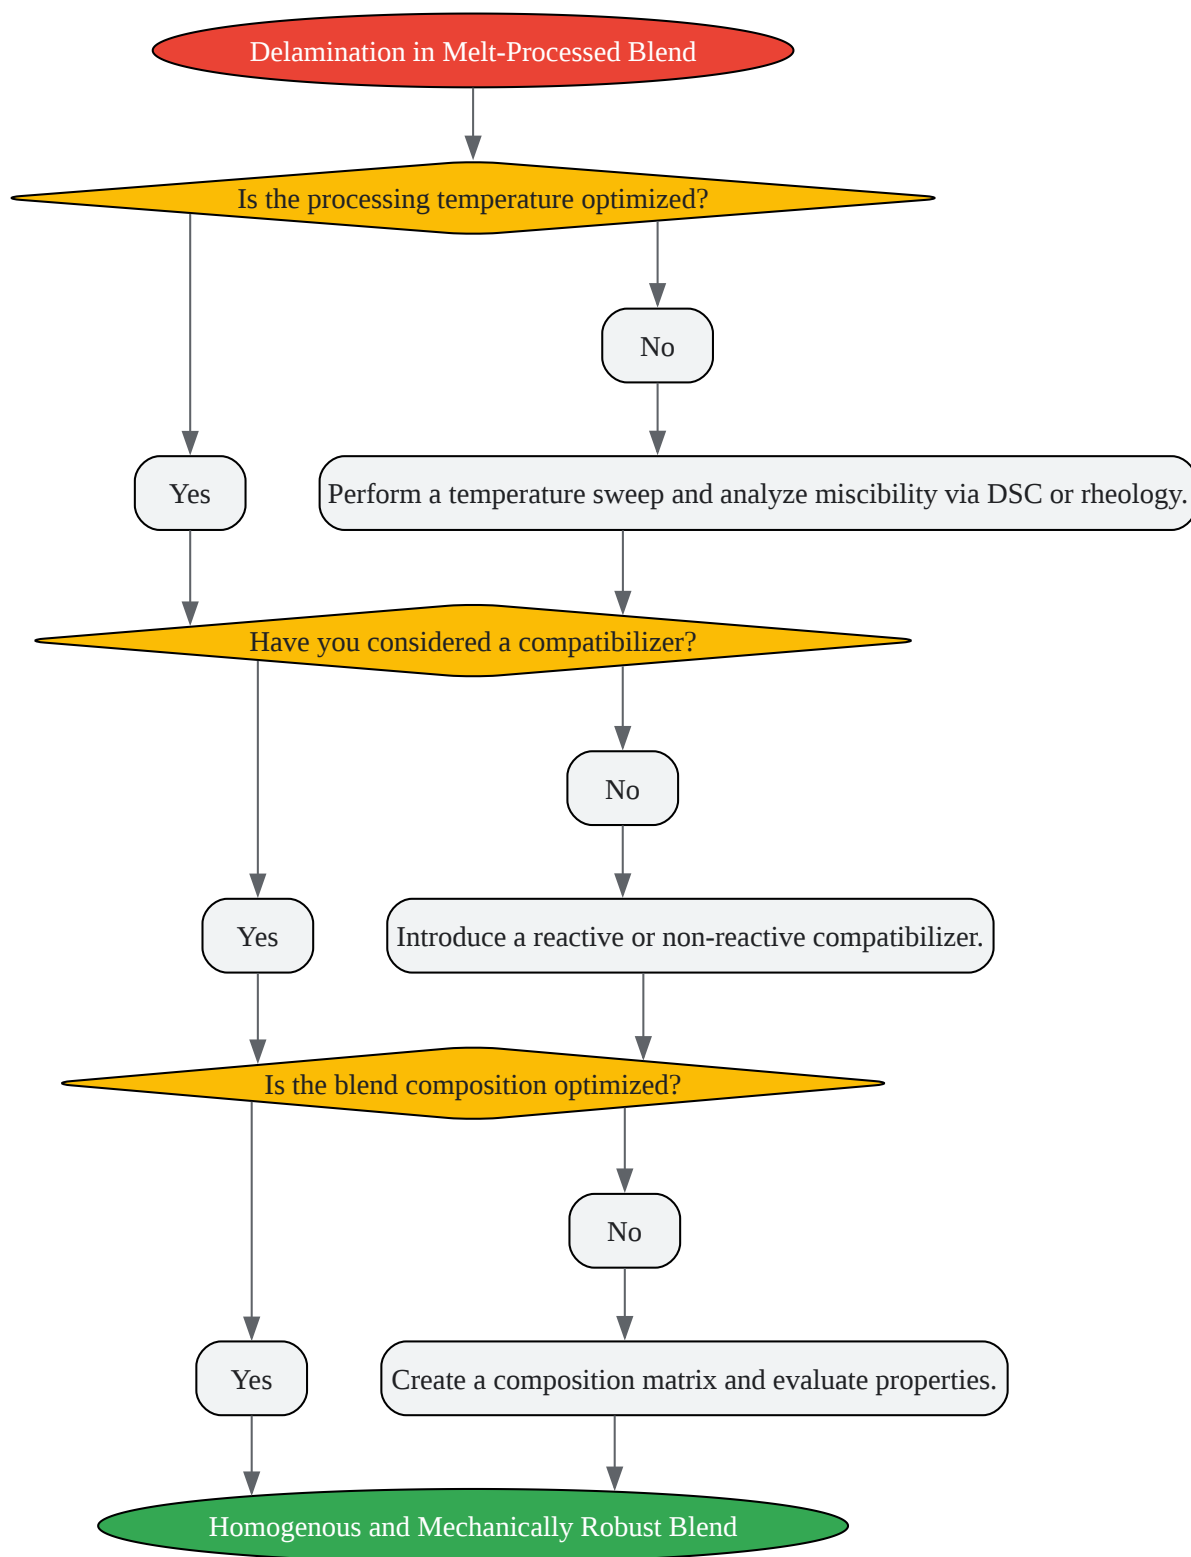 Delamination in Melt-Processed Blend
Is the processing temperature optimized?
No
Yes
Perform a temperature sweep and analyze miscibility via DSC or rheology.
Have you considered a compatibilizer?
No
Yes
Introduce a reactive or non-reactive compatibilizer.
Is the blend composition optimized?
No
Yes
Create a composition matrix and evaluate properties.
Homogenous and Mechanically Robust Blend